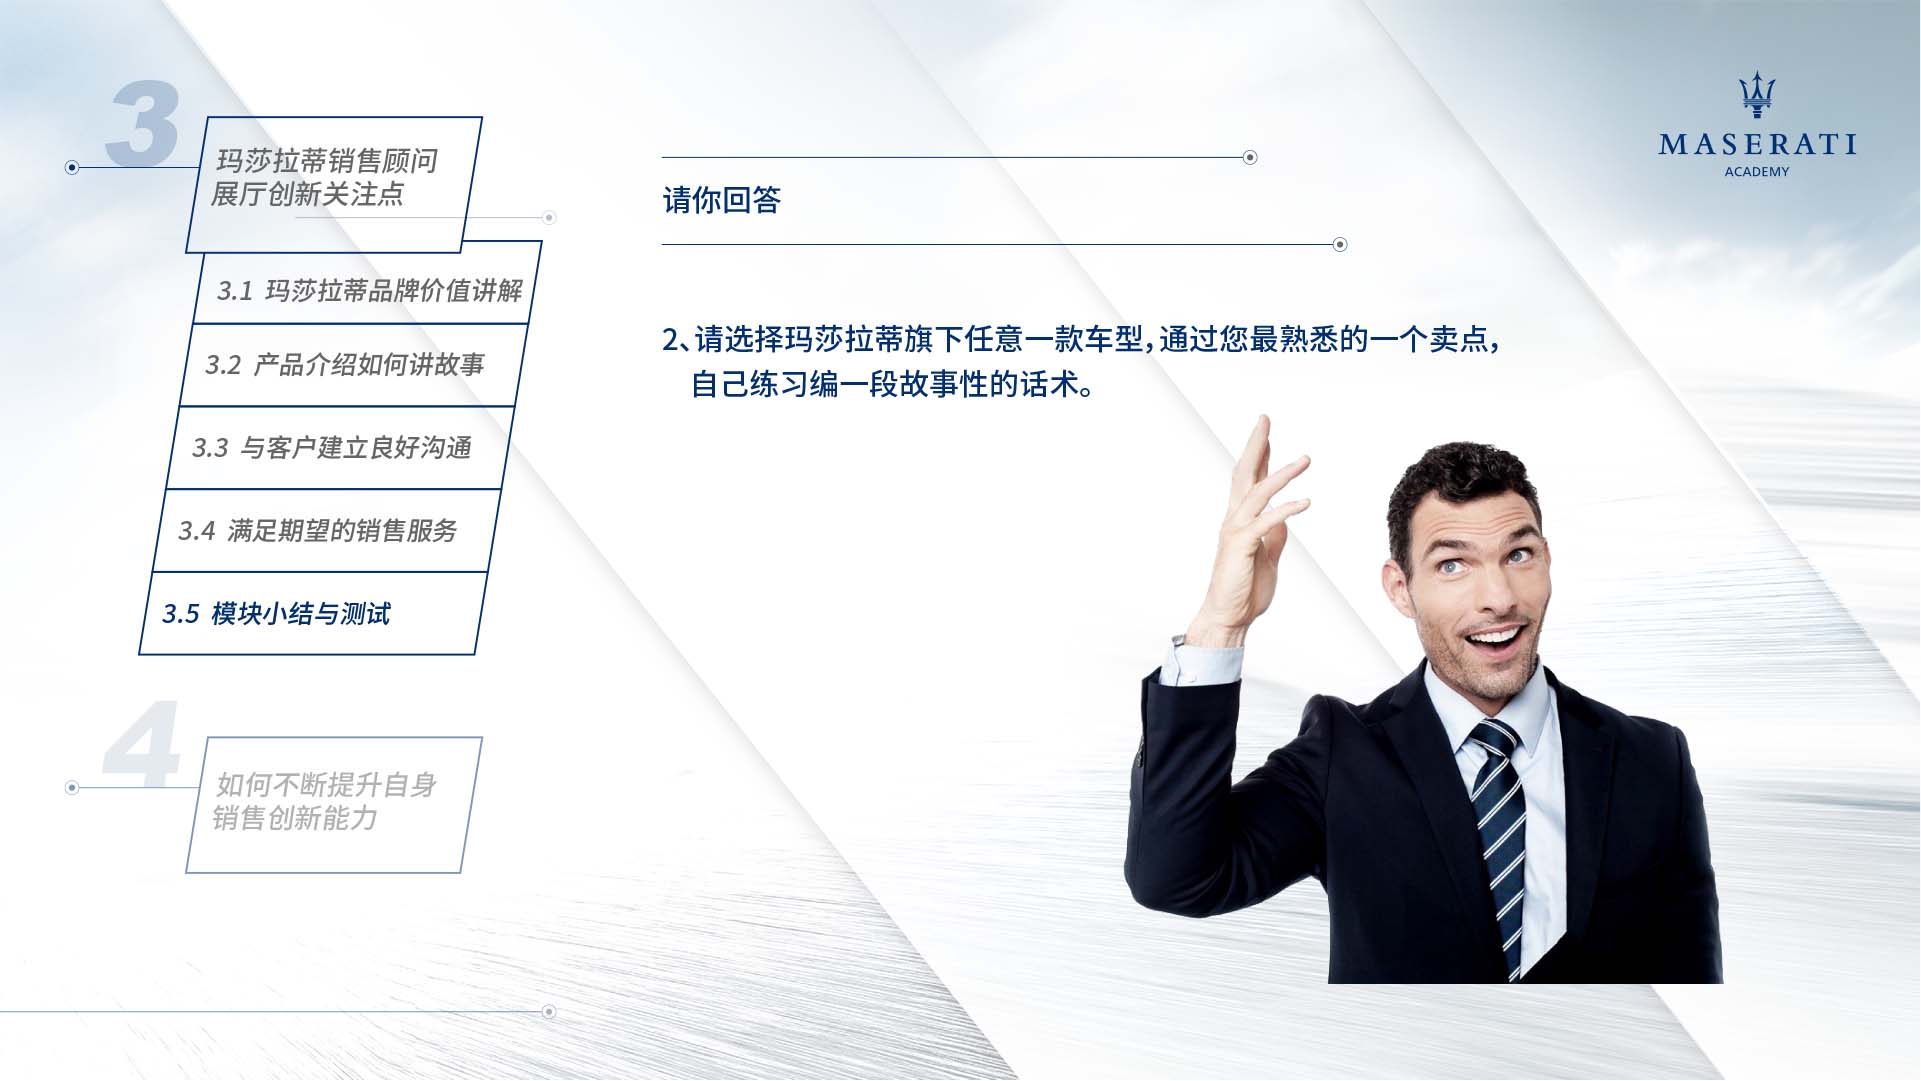 3
玛莎拉蒂销售顾问
展厅创新关注点
3.1 玛莎拉蒂品牌价值讲解
3.2 产品介绍如何讲故事
3.3 与客户建立良好沟通
3.4 满足期望的销售服务
3.5 模块小结与测试
4
如何不断提升自身
销售创新能力
请你回答
2、请选择玛莎拉蒂旗下任意一款车型，通过您最熟悉的一个卖点，
自己练习编一段故事性的话术。
MASERATI
ACADEMY